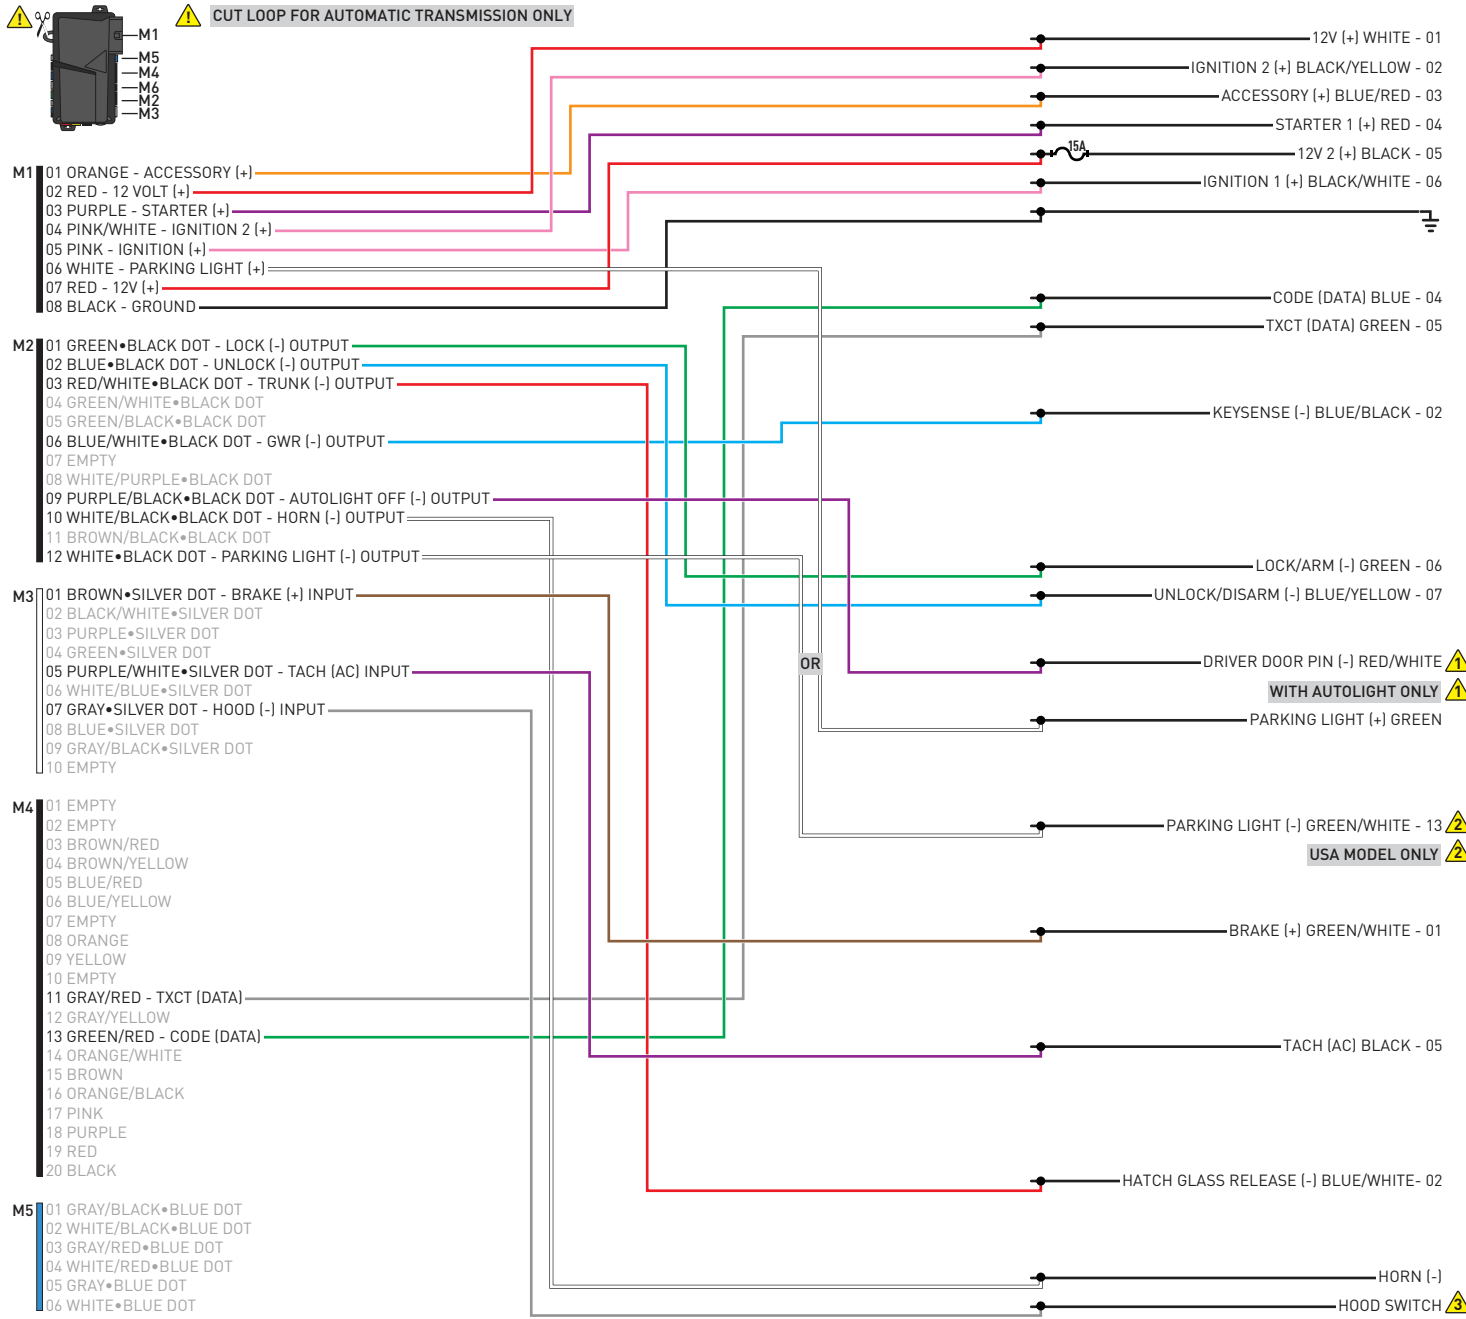 CUT LOOP FOR AUTOMATIC TRANSMISSION ONLY
M1
M5
M4
M6
M2
M3
M1
01 ORANGE - ACCESSORY (+)
02 RED - 12 VOLT (+)
03 PURPLE - STARTER (+)
04 PINK/WHITE - IGNITION 2 (+)
05 PINK - IGNITION (+)
06 WHITE - PARKING LIGHT (+)
07 RED - 12V (+)
08 BLACK - GROUND
M2
01 GREEN•BLACK DOT - LOCK (-) OUTPUT
02 BLUE•BLACK DOT - UNLOCK (-) OUTPUT
03 RED/WHITE•BLACK DOT - TRUNK (-) OUTPUT
04 GREEN/WHITE•BLACK DOT
05 GREEN/BLACK•BLACK DOT
06 BLUE/WHITE•BLACK DOT - GWR (-) OUTPUT
07 EMPTY
08 WHITE/PURPLE•BLACK DOT
09 PURPLE/BLACK•BLACK DOT - AUTOLIGHT OFF (-) OUTPUT
10 WHITE/BLACK•BLACK DOT - HORN (-) OUTPUT
11 BROWN/BLACK•BLACK DOT
12 WHITE•BLACK DOT - PARKING LIGHT (-) OUTPUT
M3
01 BROWN•SILVER DOT - BRAKE (+) INPUT
02 BLACK/WHITE•SILVER DOT
03 PURPLE•SILVER DOT
04 GREEN•SILVER DOT
05 PURPLE/WHITE•SILVER DOT - TACH (AC) INPUT
06 WHITE/BLUE•SILVER DOT
07 GRAY•SILVER DOT - HOOD (-) INPUT
08 BLUE•SILVER DOT
09 GRAY/BLACK•SILVER DOT
10 EMPTY
M4
01 EMPTY
02 EMPTY
03 BROWN/RED
04 BROWN/YELLOW
05 BLUE/RED
06 BLUE/YELLOW
07 EMPTY
08 ORANGE
09 YELLOW
10 EMPTY
11 GRAY/RED - TXCT (DATA)
12 GRAY/YELLOW
13 GREEN/RED - CODE (DATA)
14 ORANGE/WHITE
15 BROWN
16 ORANGE/BLACK
17 PINK
18 PURPLE
19 RED
20 BLACK
M5
01 GRAY/BLACK•BLUE DOT
02 WHITE/BLACK•BLUE DOT
03 GRAY/RED•BLUE DOT
04 WHITE/RED•BLUE DOT
05 GRAY•BLUE DOT
06 WHITE•BLUE DOT
OR
12V (+) WHITE - 01
IGNITION 2 (+) BLACK/YELLOW - 02
ACCESSORY (+) BLUE/RED - 03
STARTER 1 (+) RED - 04
15A
12V 2 (+) BLACK - 05
IGNITION 1 (+) BLACK/WHITE - 06
CODE (DATA) BLUE - 04
TXCT (DATA) GREEN - 05
KEYSENSE (-) BLUE/BLACK - 02
LOCK/ARM (-) GREEN - 06
UNLOCK/DISARM (-) BLUE/YELLOW - 07
DRIVER DOOR PIN (-) RED/WHITE 1
WITH AUTOLIGHT ONLY 1
PARKING LIGHT (+) GREEN
PARKING LIGHT (-) GREEN/WHITE - 13 2
USA MODEL ONLY 2
BRAKE (+) GREEN/WHITE - 01
TACH (AC) BLACK - 05
HATCH GLASS RELEASE (-) BLUE/WHITE- 02
HORN (-)
HOOD SWITCH 3